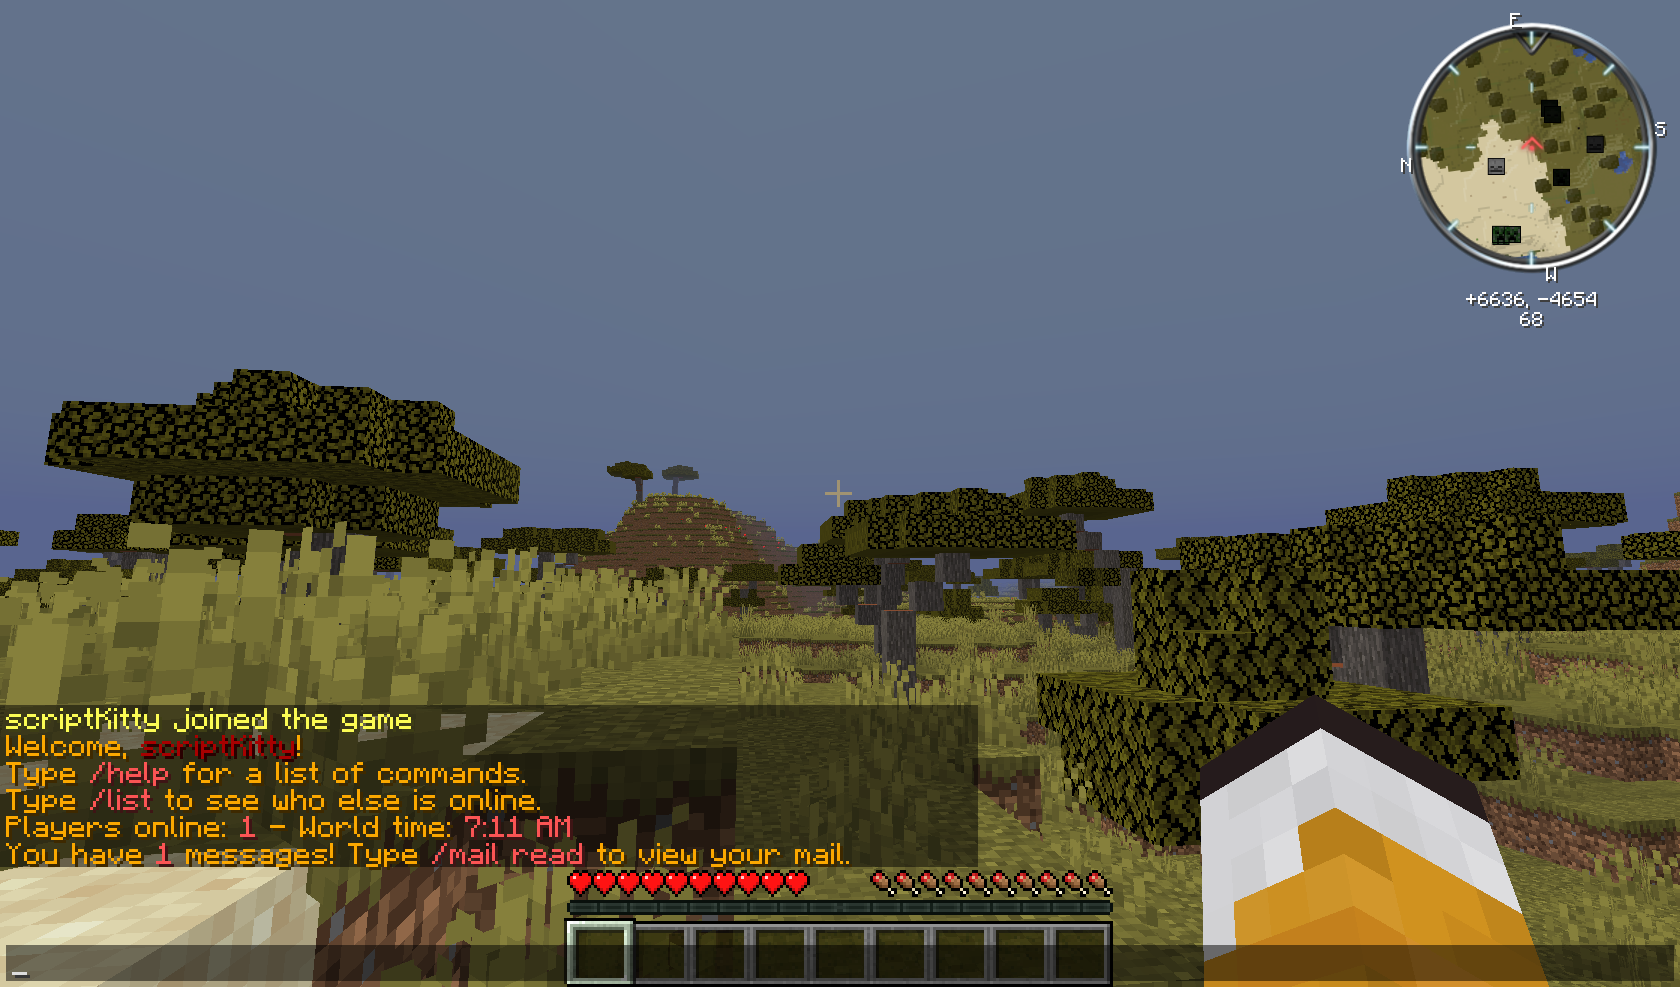 E
S
N
W
+6636, -4654
68
scriptKitty joined the game
Welcome, scriptKitty!
Type /help for a list of commands.
Type /list to see who else is online.
Players online: 1 - World time: 7:11 AM
You have 1 messages! Type /mail read to view your mail.
_